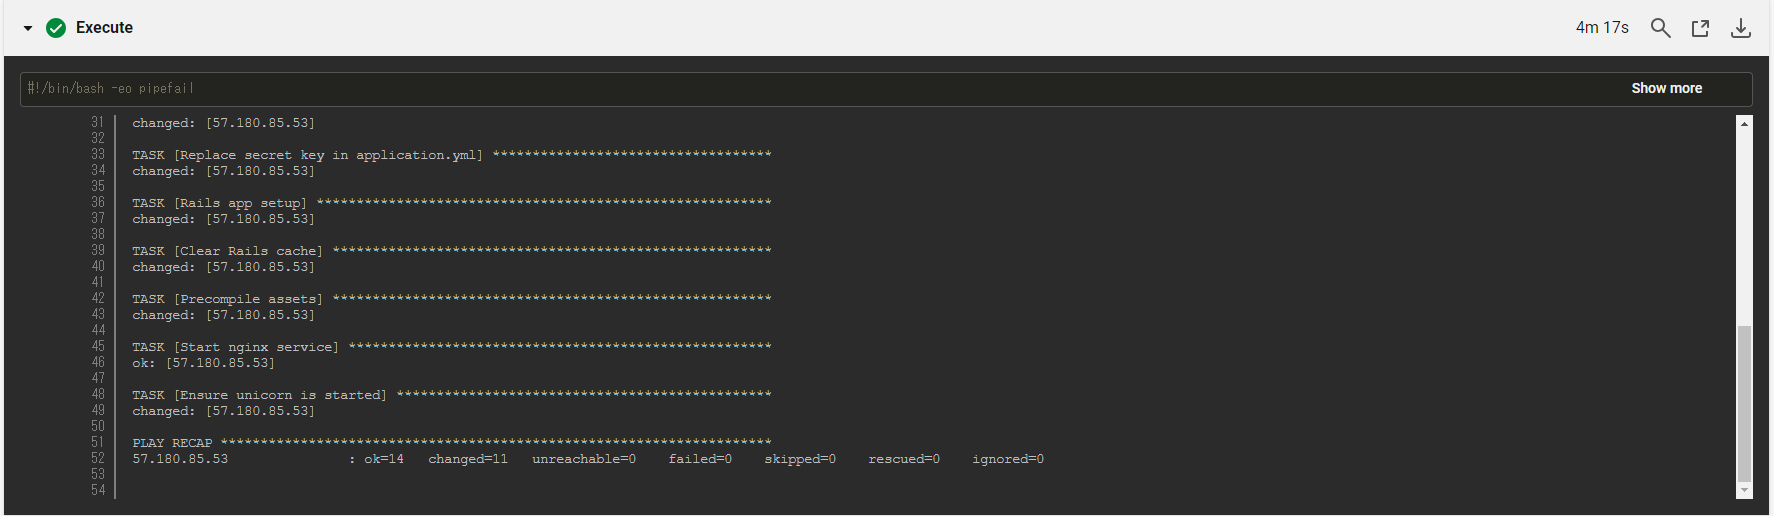 Execute
4m 17s
#!/bin/bash -eo pipefail
Show more
31 changed: [57.180.85.53]
32
33 TASK [Replace secret key in application.yml] ***********************************
34 changed: [57.180.85.53]
35
36 TASK [Rails app setup] *********************************************************
37 changed: [57.180.85.53]
38
39 TASK [Clear Rails cache] *******************************************************
40 changed: [57.180.85.53]
41
42 TASK [Precompile assets] *******************************************************
43 changed: [57.180.85.53]
44
45 TASK [Start nginx service] *****************************************************
46 ok: [57.180.85.53]
47
48 TASK [Ensure unicorn is started] ***********************************************
49 changed: [57.180.85.53]
50
51 PLAY RECAP *********************************************************************
52 57.180.85.53               : ok=14   changed=11   unreachable=0    failed=0    skipped=0    rescued=0    ignored=0
53
54